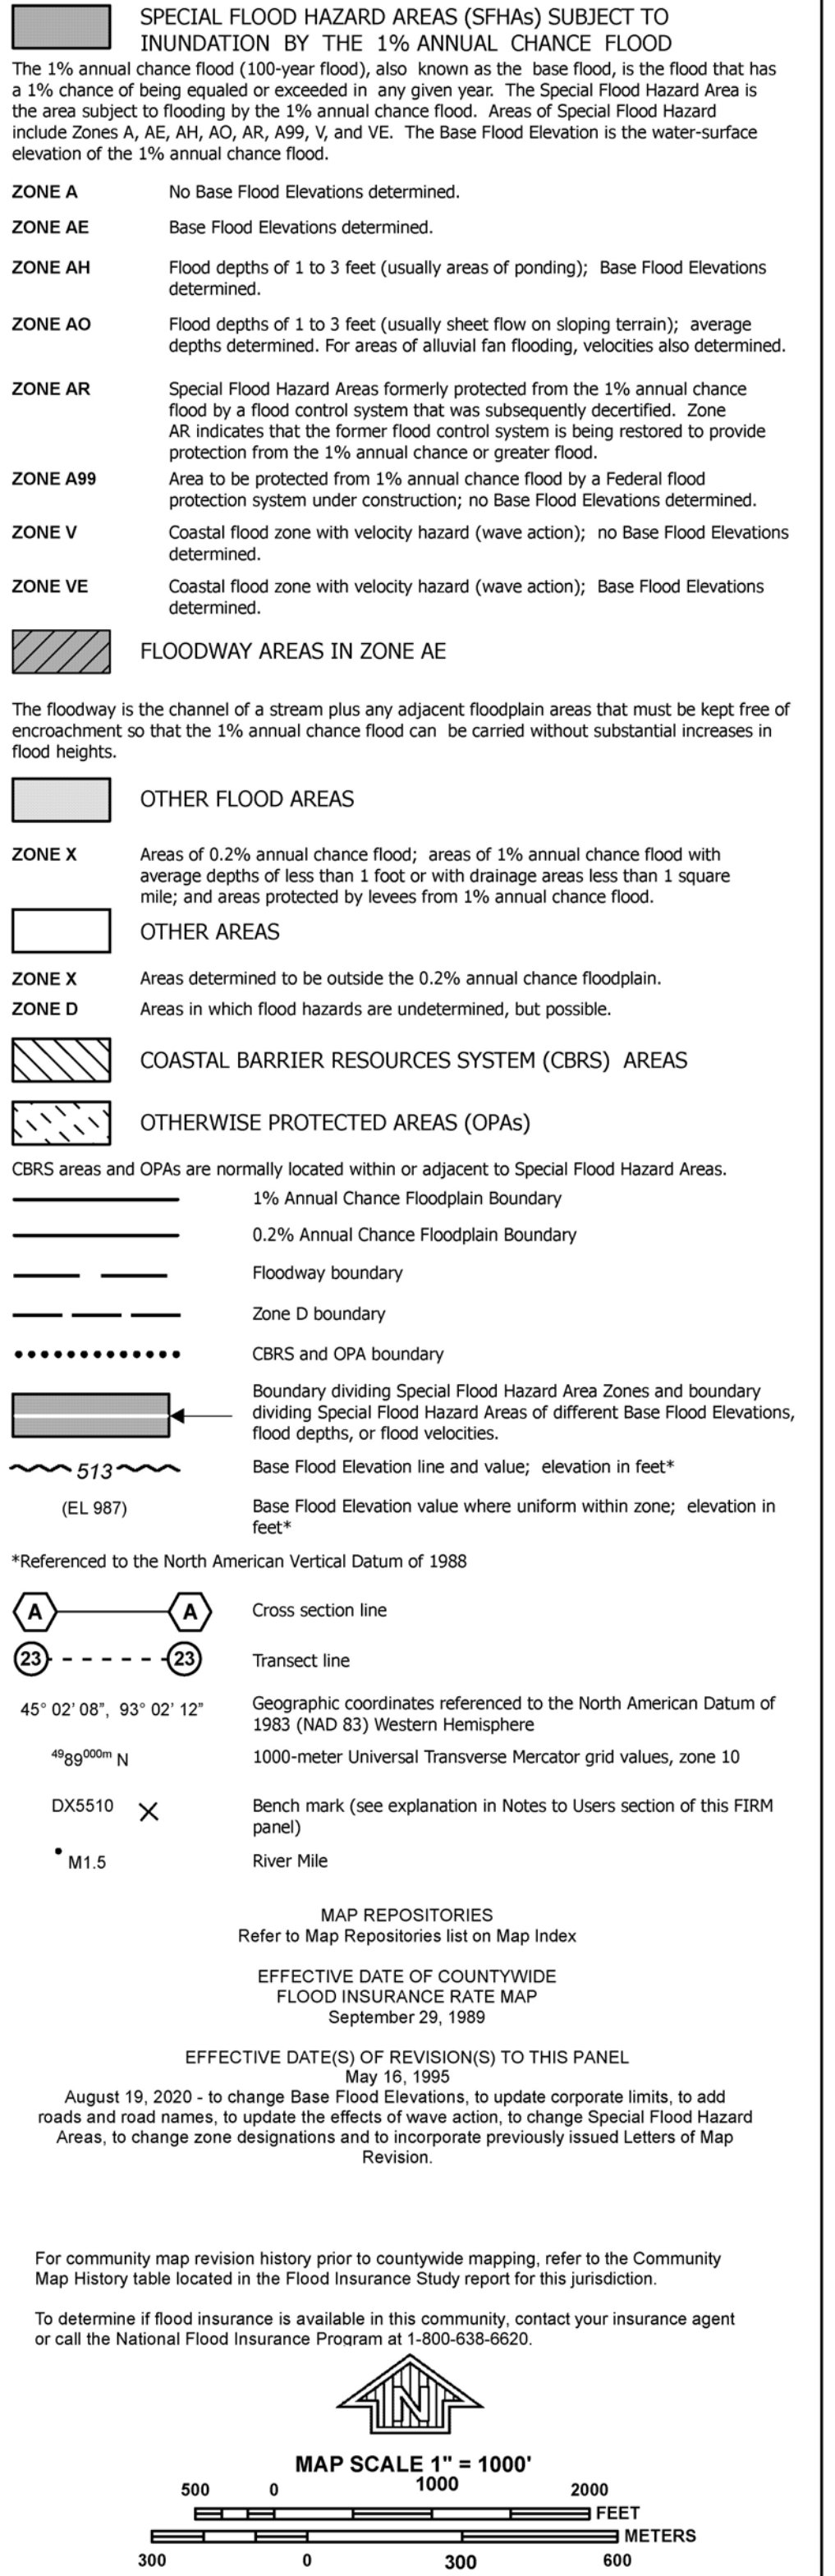 SPECIAL FLOOD HAZARD AREAS (SFHAs) SUBJECT TO
INUNDATION BY THE 1% ANNUAL CHANCE FLOOD
The 1% annual chance flood (100-year flood), also known as the base flood, is the flood that has
a 1% chance of being equaled or exceeded in any given year. The Special Flood Hazard Area is
the area subject to flooding by the 1% annual chance flood. Areas of Special Flood Hazard
include Zones A, AE, AH, AO, AR, A99, V, and VE. The Base Flood Elevation is the water-surface
elevation of the 1% annual chance flood.
ZONE A No Base Flood Elevations determined.
ZONE AE Base Flood Elevations determined.
ZONE AH Flood depths of 1 to 3 feet (usually areas of ponding); Base Flood Elevations
determined.
ZONE AO Flood depths of 1 to 3 feet (usually sheet flow on sloping terrain); average
depths determined. For areas of alluvial fan flooding, velocities also determined.
ZONE AR Special Flood Hazard Areas formerly protected from the 1% annual chance
flood by a flood control system that was subsequently decertified. Zone
AR indicates that the former flood control system is being restored to provide
protection from the 1% annual chance or greater flood.
ZONE A99 Area to be protected from 1% annual chance flood by a Federal flood
protection system under construction; no Base Flood Elevations determined.
ZONE V Coastal flood zone with velocity hazard (wave action); no Base Flood Elevations
determined.
ZONE VE Coastal flood zone with velocity hazard (wave action); Base Flood Elevations
determined.
FLOODWAY AREAS IN ZONE AE
The floodway is the channel of a stream plus any adjacent floodplain areas that must be kept free of
encroachment so that the 1% annual chance flood can be carried without substantial increases in
flood heights.
OTHER FLOOD AREAS
ZONE X Areas of 0.2% annual chance flood; areas of 1% annual chance flood with
average depths of less than 1 foot or with drainage areas less than 1 square
mile; and areas protected by levees from 1% annual chance flood.
OTHER AREAS
ZONE X Areas determined to be outside the 0.2% annual chance floodplain.
ZONE D Areas in which flood hazards are undetermined, but possible.
COASTAL BARRIER RESOURCES SYSTEM (CBRS) AREAS
OTHERWISE PROTECTED AREAS (OPAs)
CBRS areas and OPAs are normally located within or adjacent to Special Flood Hazard Areas.
1% Annual Chance Floodplain Boundary
0.2% Annual Chance Floodplain Boundary
Floodway boundary
Zone D boundary
CBRS and OPA boundary
Boundary dividing Special Flood Hazard Area Zones and boundary
dividing Special Flood Hazard Areas of different Base Flood Elevations,
flood depths, or flood velocities.
513 Base Flood Elevation line and value; elevation in feet*
(EL 987) Base Flood Elevation value where uniform within zone; elevation in
feet*
*Referenced to the North American Vertical Datum of 1988
A A Cross section line
23 23 Transect line
45° 02' 08", 93° 02' 12" Geographic coordinates referenced to the North American Datum of
1983 (NAD 83) Western Hemisphere
4989000m N 1000-meter Universal Transverse Mercator grid values, zone 10
DX5510 Bench mark (see explanation in Notes to Users section of this FIRM
panel)
M1.5 River Mile
MAP REPOSITORIES
Refer to Map Repositories list on Map Index
EFFECTIVE DATE OF COUNTYWIDE
FLOOD INSURANCE RATE MAP
September 29, 1989
EFFECTIVE DATE(S) OF REVISION(S) TO THIS PANEL
May 16, 1995
August 19, 2020 - to change Base Flood Elevations, to update corporate limits, to add
roads and road names, to update the effects of wave action, to change Special Flood Hazard
Areas, to change zone designations and to incorporate previously issued Letters of Map
Revision.
For community map revision history prior to countywide mapping, refer to the Community
Map History table located in the Flood Insurance Study report for this jurisdiction.
To determine if flood insurance is available in this community, contact your insurance agent
or call the National Flood Insurance Program at 1-800-638-6620.
N
MAP SCALE 1" = 1000'
500 0 1000 2000
FEET
METERS
300 0 300 600